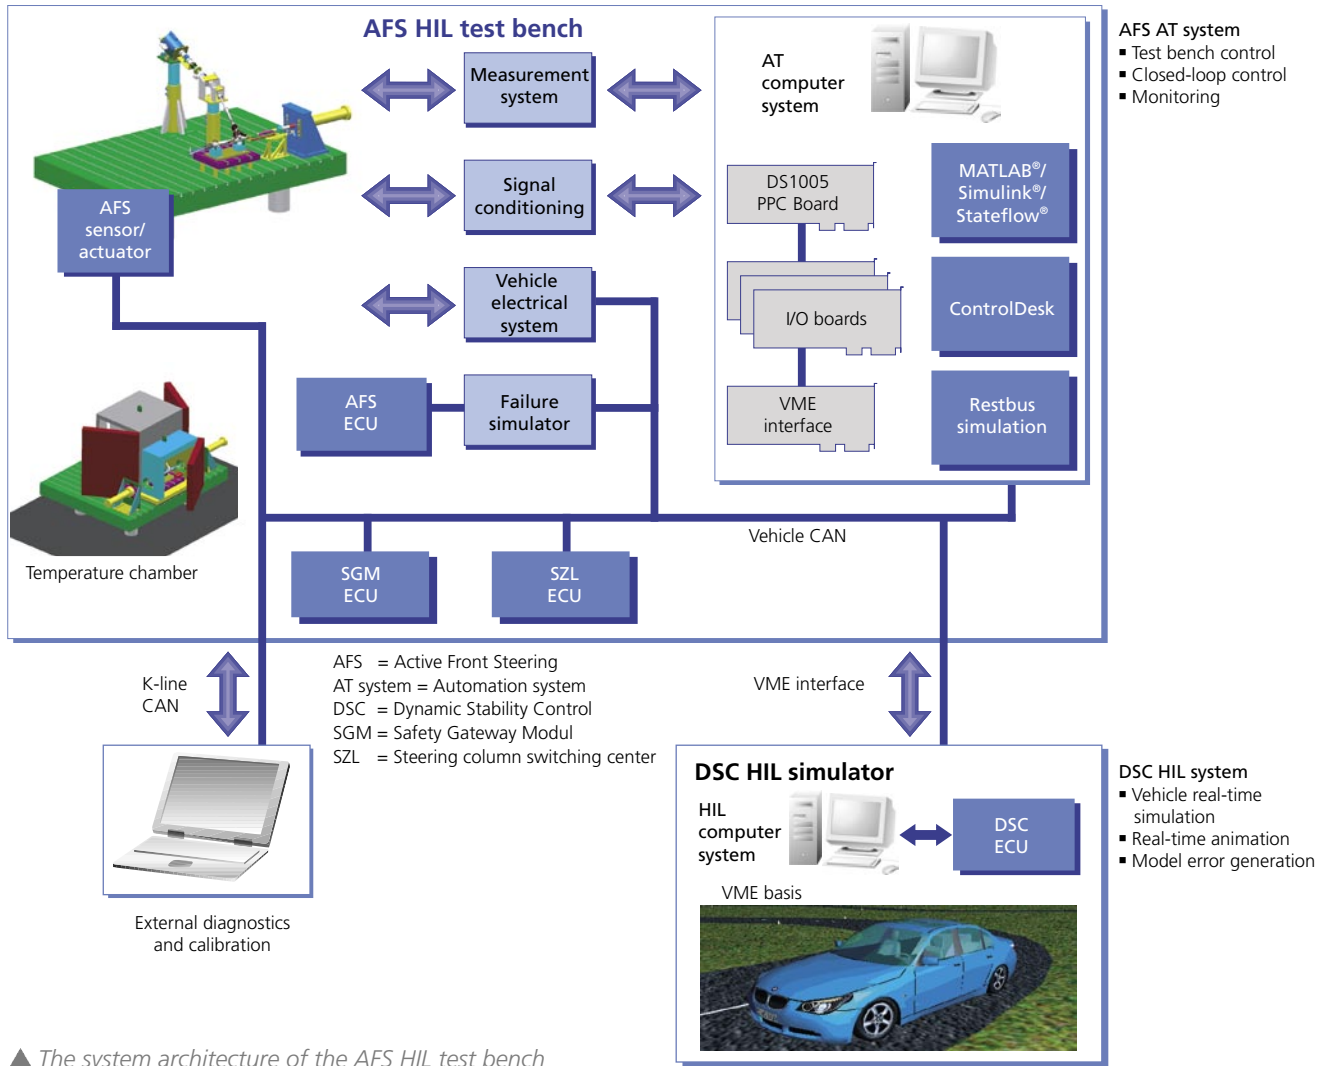 AFS HIL test bench
Measurement
system
AT
computer
system
AFS AT system
▪ Test bench control
▪ Closed-loop control
▪ Monitoring
Signal
conditioning
DS1005
PPC Board
MATLAB®/
Simulink®/
Stateflow®
AFS
sensor/
actuator
Vehicle
electrical
system
I/O boards
ControlDesk
AFS
ECU
Failure
simulator
VME
interface
Restbus
simulation
Temperature chamber
Vehicle CAN
SGM
ECU
SZL
ECU
K-line
CAN
AFS = Active Front Steering
AT system = Automation system
DSC = Dynamic Stability Control
SGM = Safety Gateway Modul
SZL = Steering column switching center
VME interface
External diagnostics
and calibration
DSC HIL simulator
HIL
computer
system
DSC
ECU
VME basis
DSC HIL system
▪ Vehicle real-time
simulation
▪ Real-time animation
▪ Model error generation
▲ The system architecture of the AFS HIL test bench